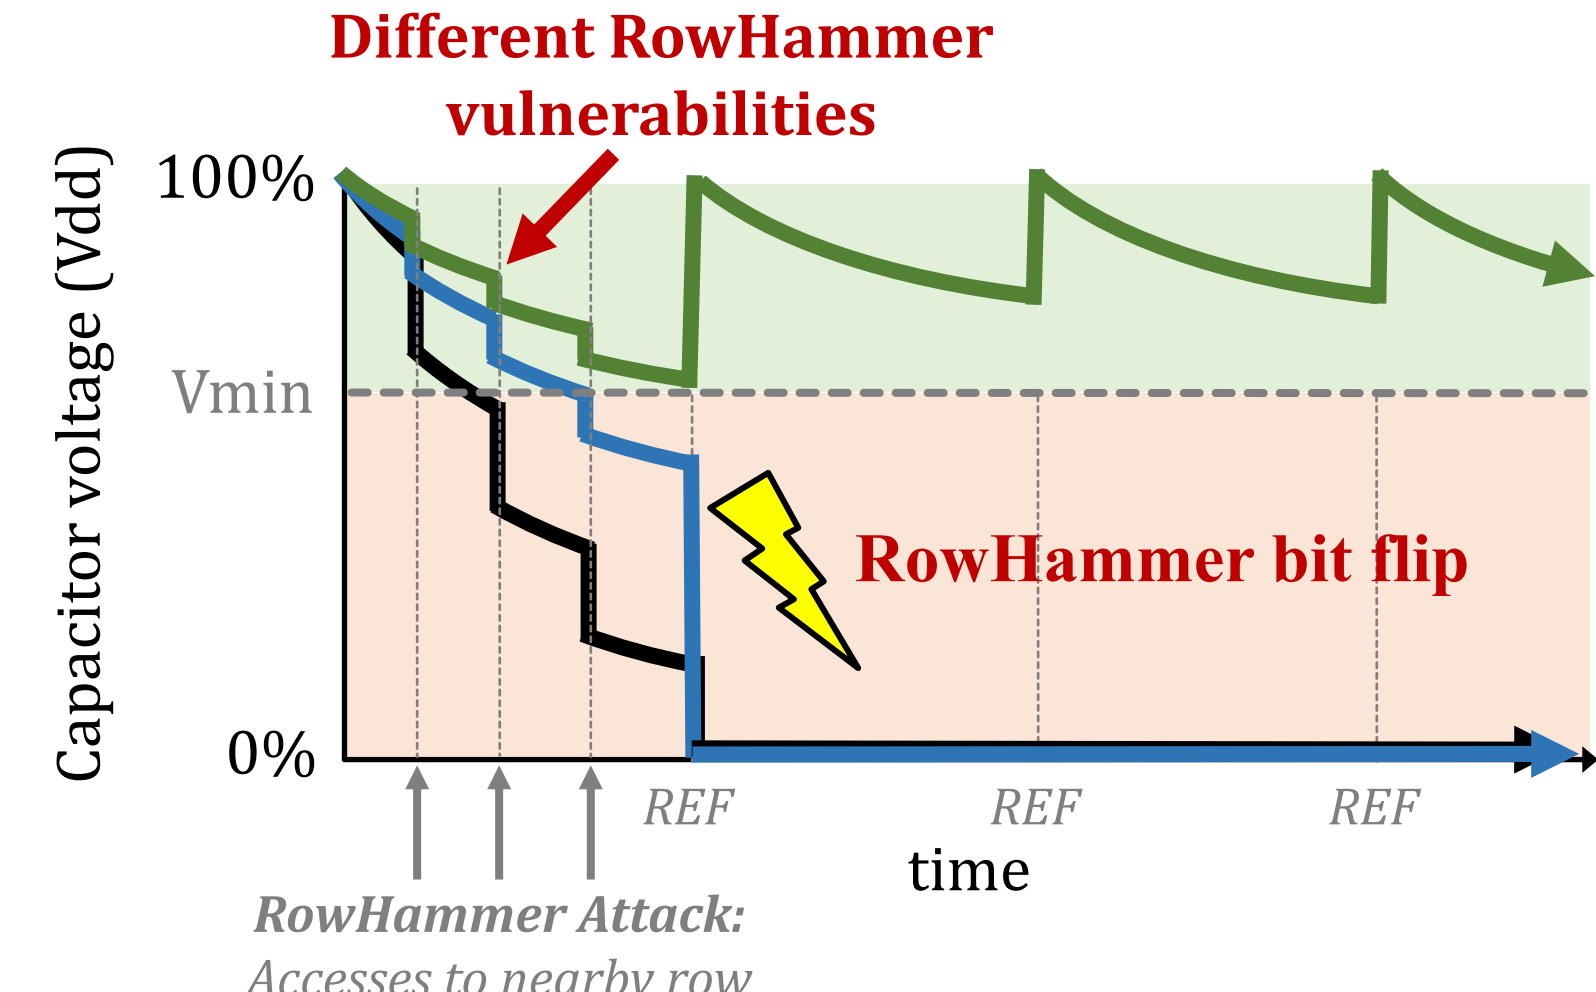 Different RowHammer
vulnerabilities
Capacitor voltage (Vdd)
100%
Vmin
0%
RowHammer bit flip
REF
REF
REF
time
RowHammer Attack:
Accesses to nearby row